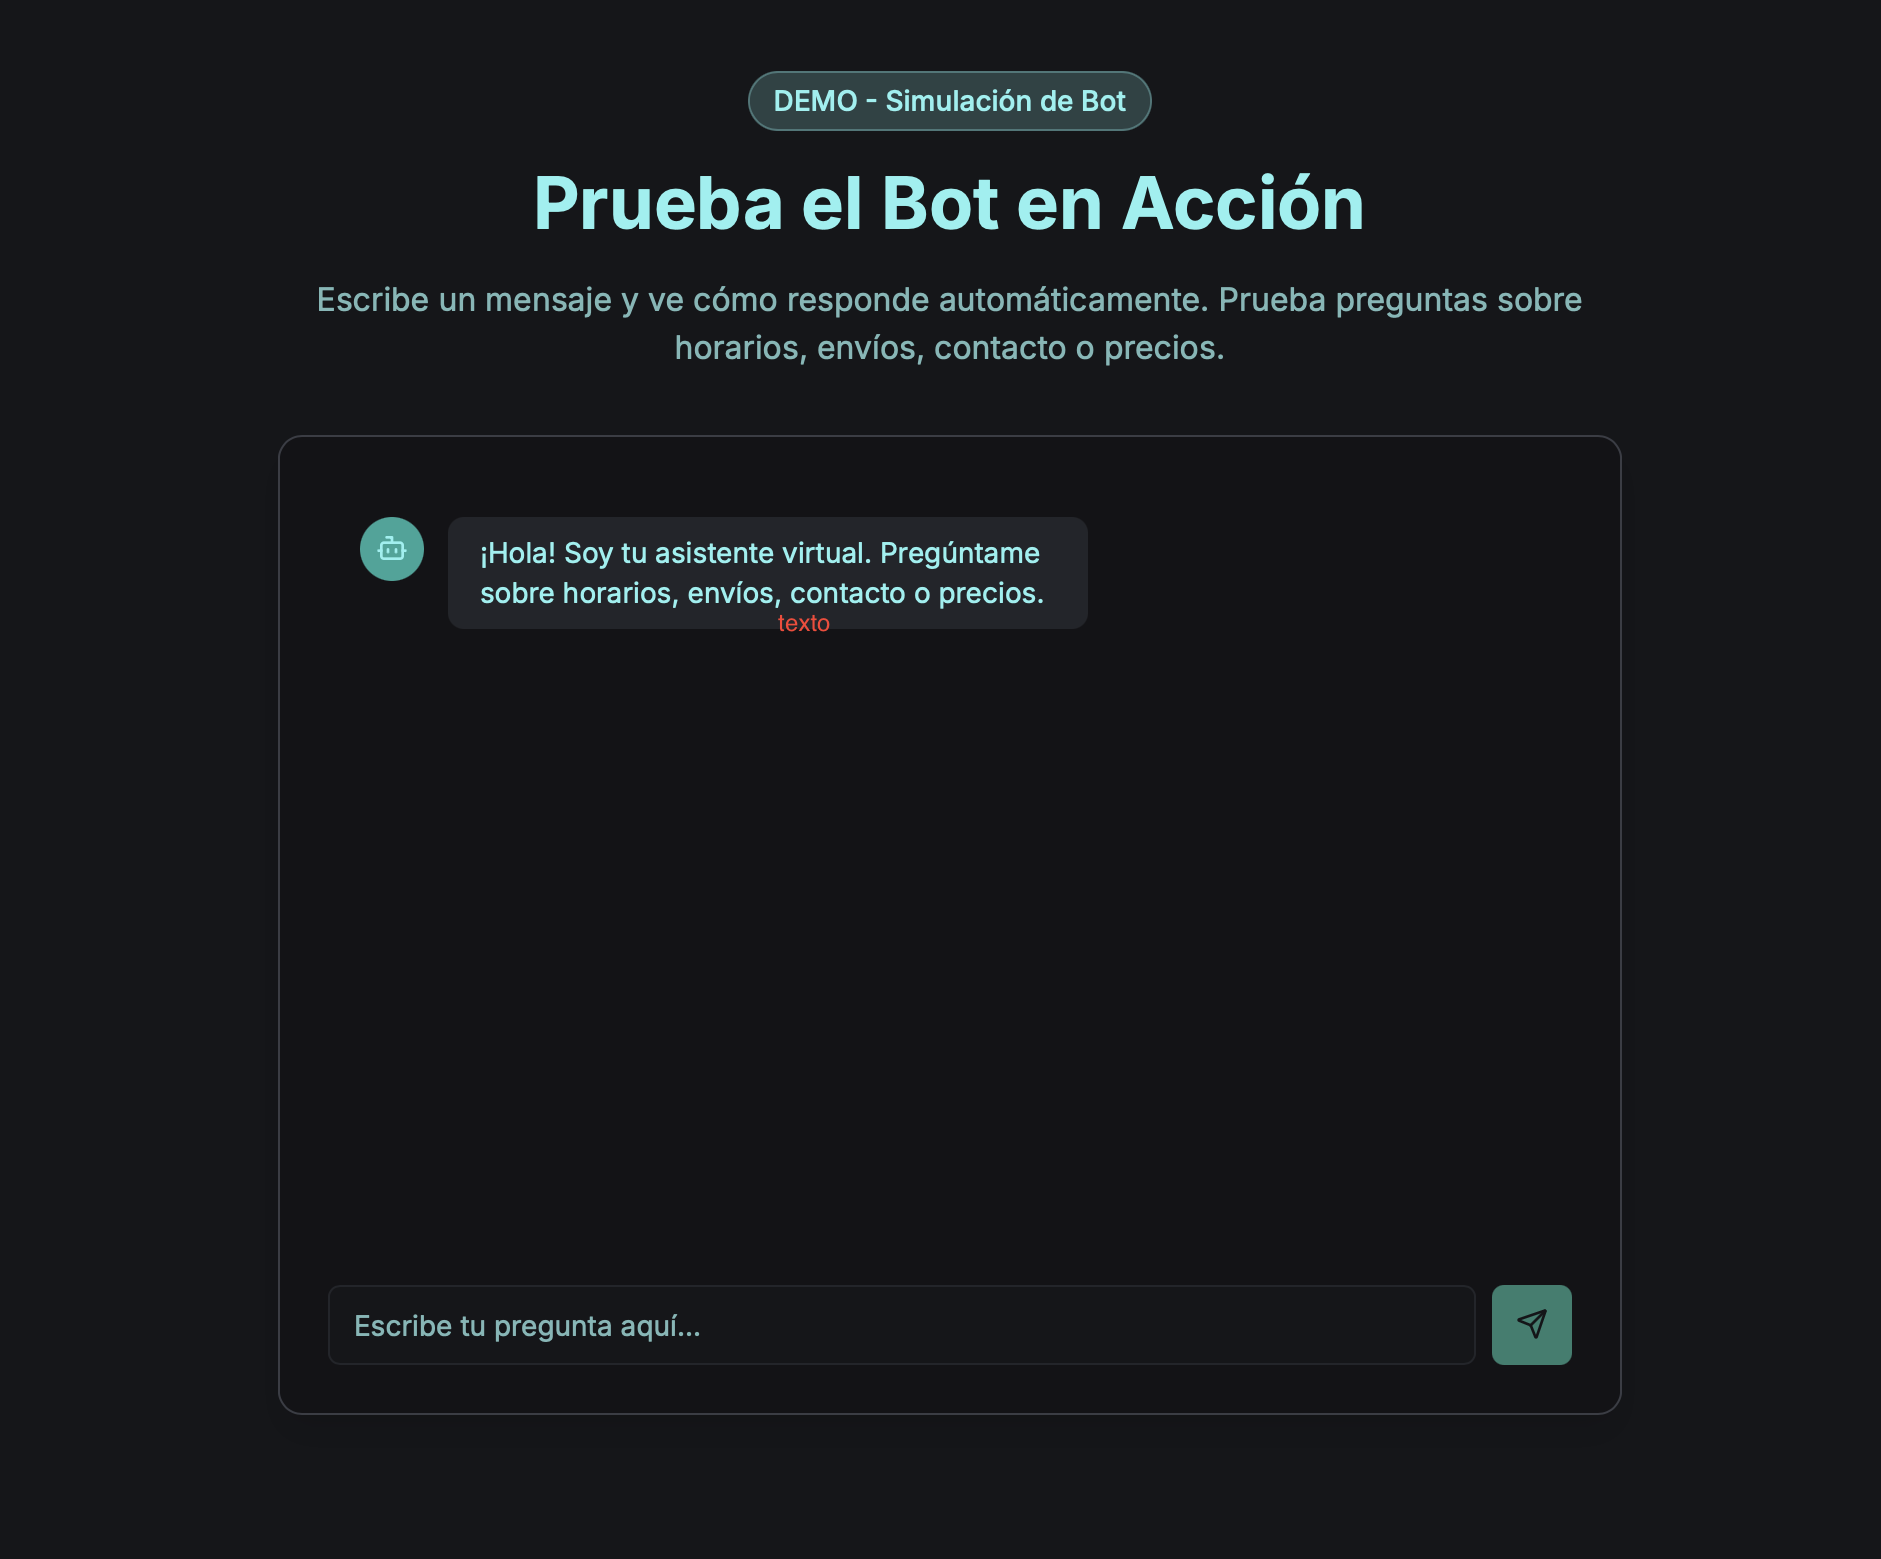 DEMO - Simulación de Bot
Prueba el Bot en Acción
Escribe un mensaje y ve cómo responde automáticamente. Prueba preguntas sobre
horarios, envíos, contacto o precios.
¡Hola! Soy tu asistente virtual. Pregúntame
sobre horarios, envíos, contacto o precios.
texto
Escribe tu pregunta aquí...